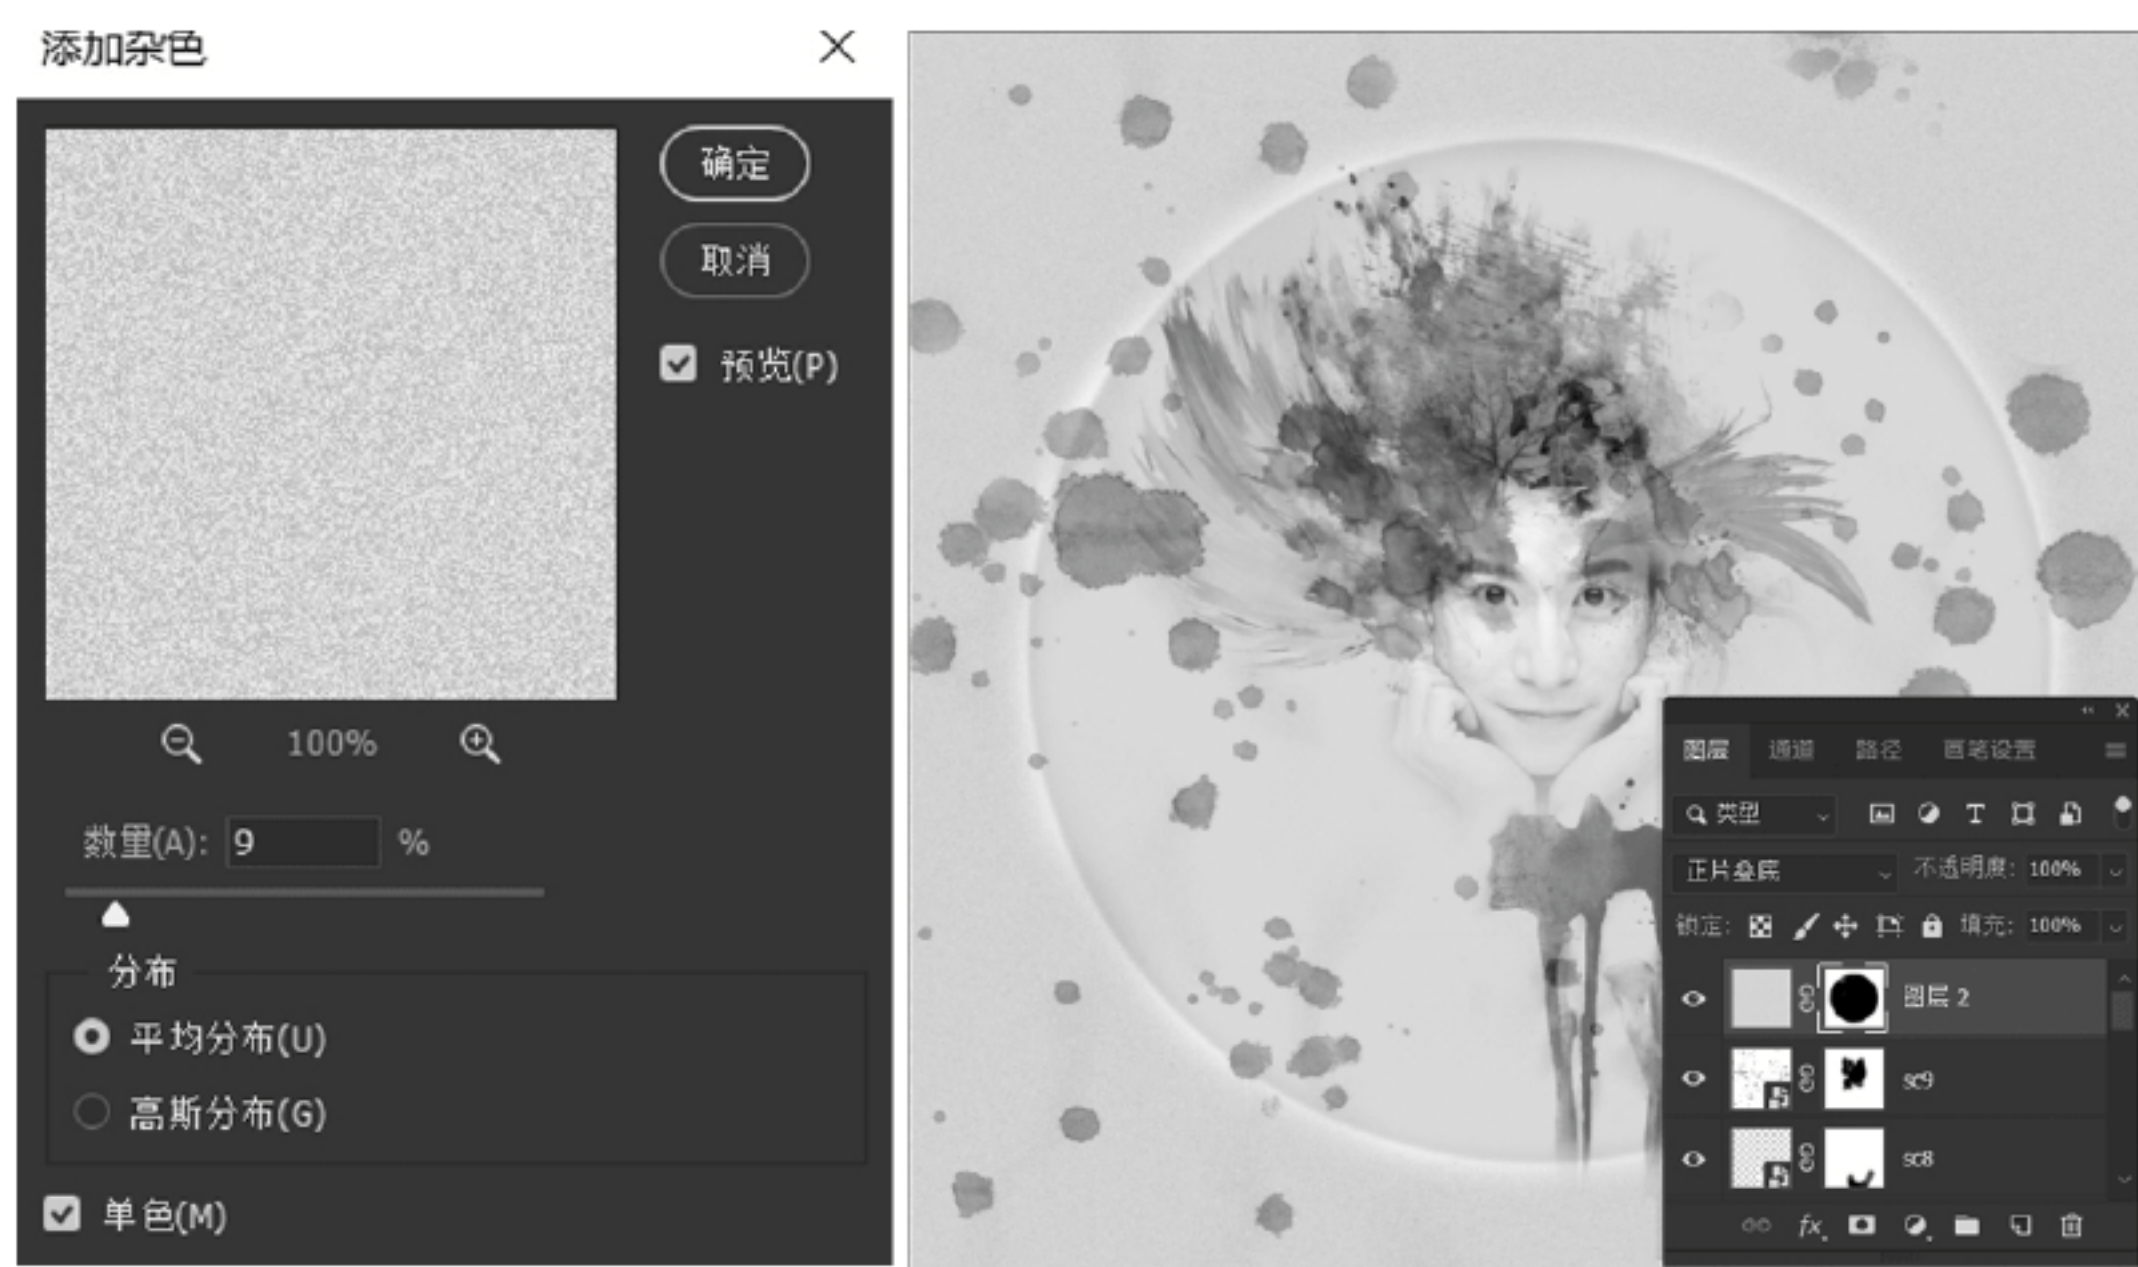 添加杂色
确定
取消
预览(P)
100%
数量(A): 9 %
分布
平均分布(U)
高斯分布(G)
单色(M)
图层 通道 路径 画笔设置
类型
正片叠底 不透明度: 100%
锁定: 填充: 100%
图层 2
sc9
sc8
fx